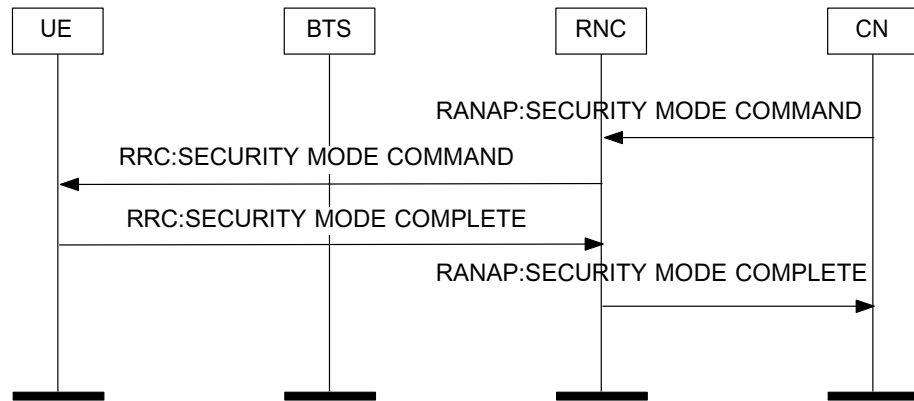 UE
BTS
RNC
CN
RANAP:SECURITY MODE COMMAND
RRC:SECURITY MODE COMMAND
RRC:SECURITY MODE COMPLETE
RANAP:SECURITY MODE COMPLETE